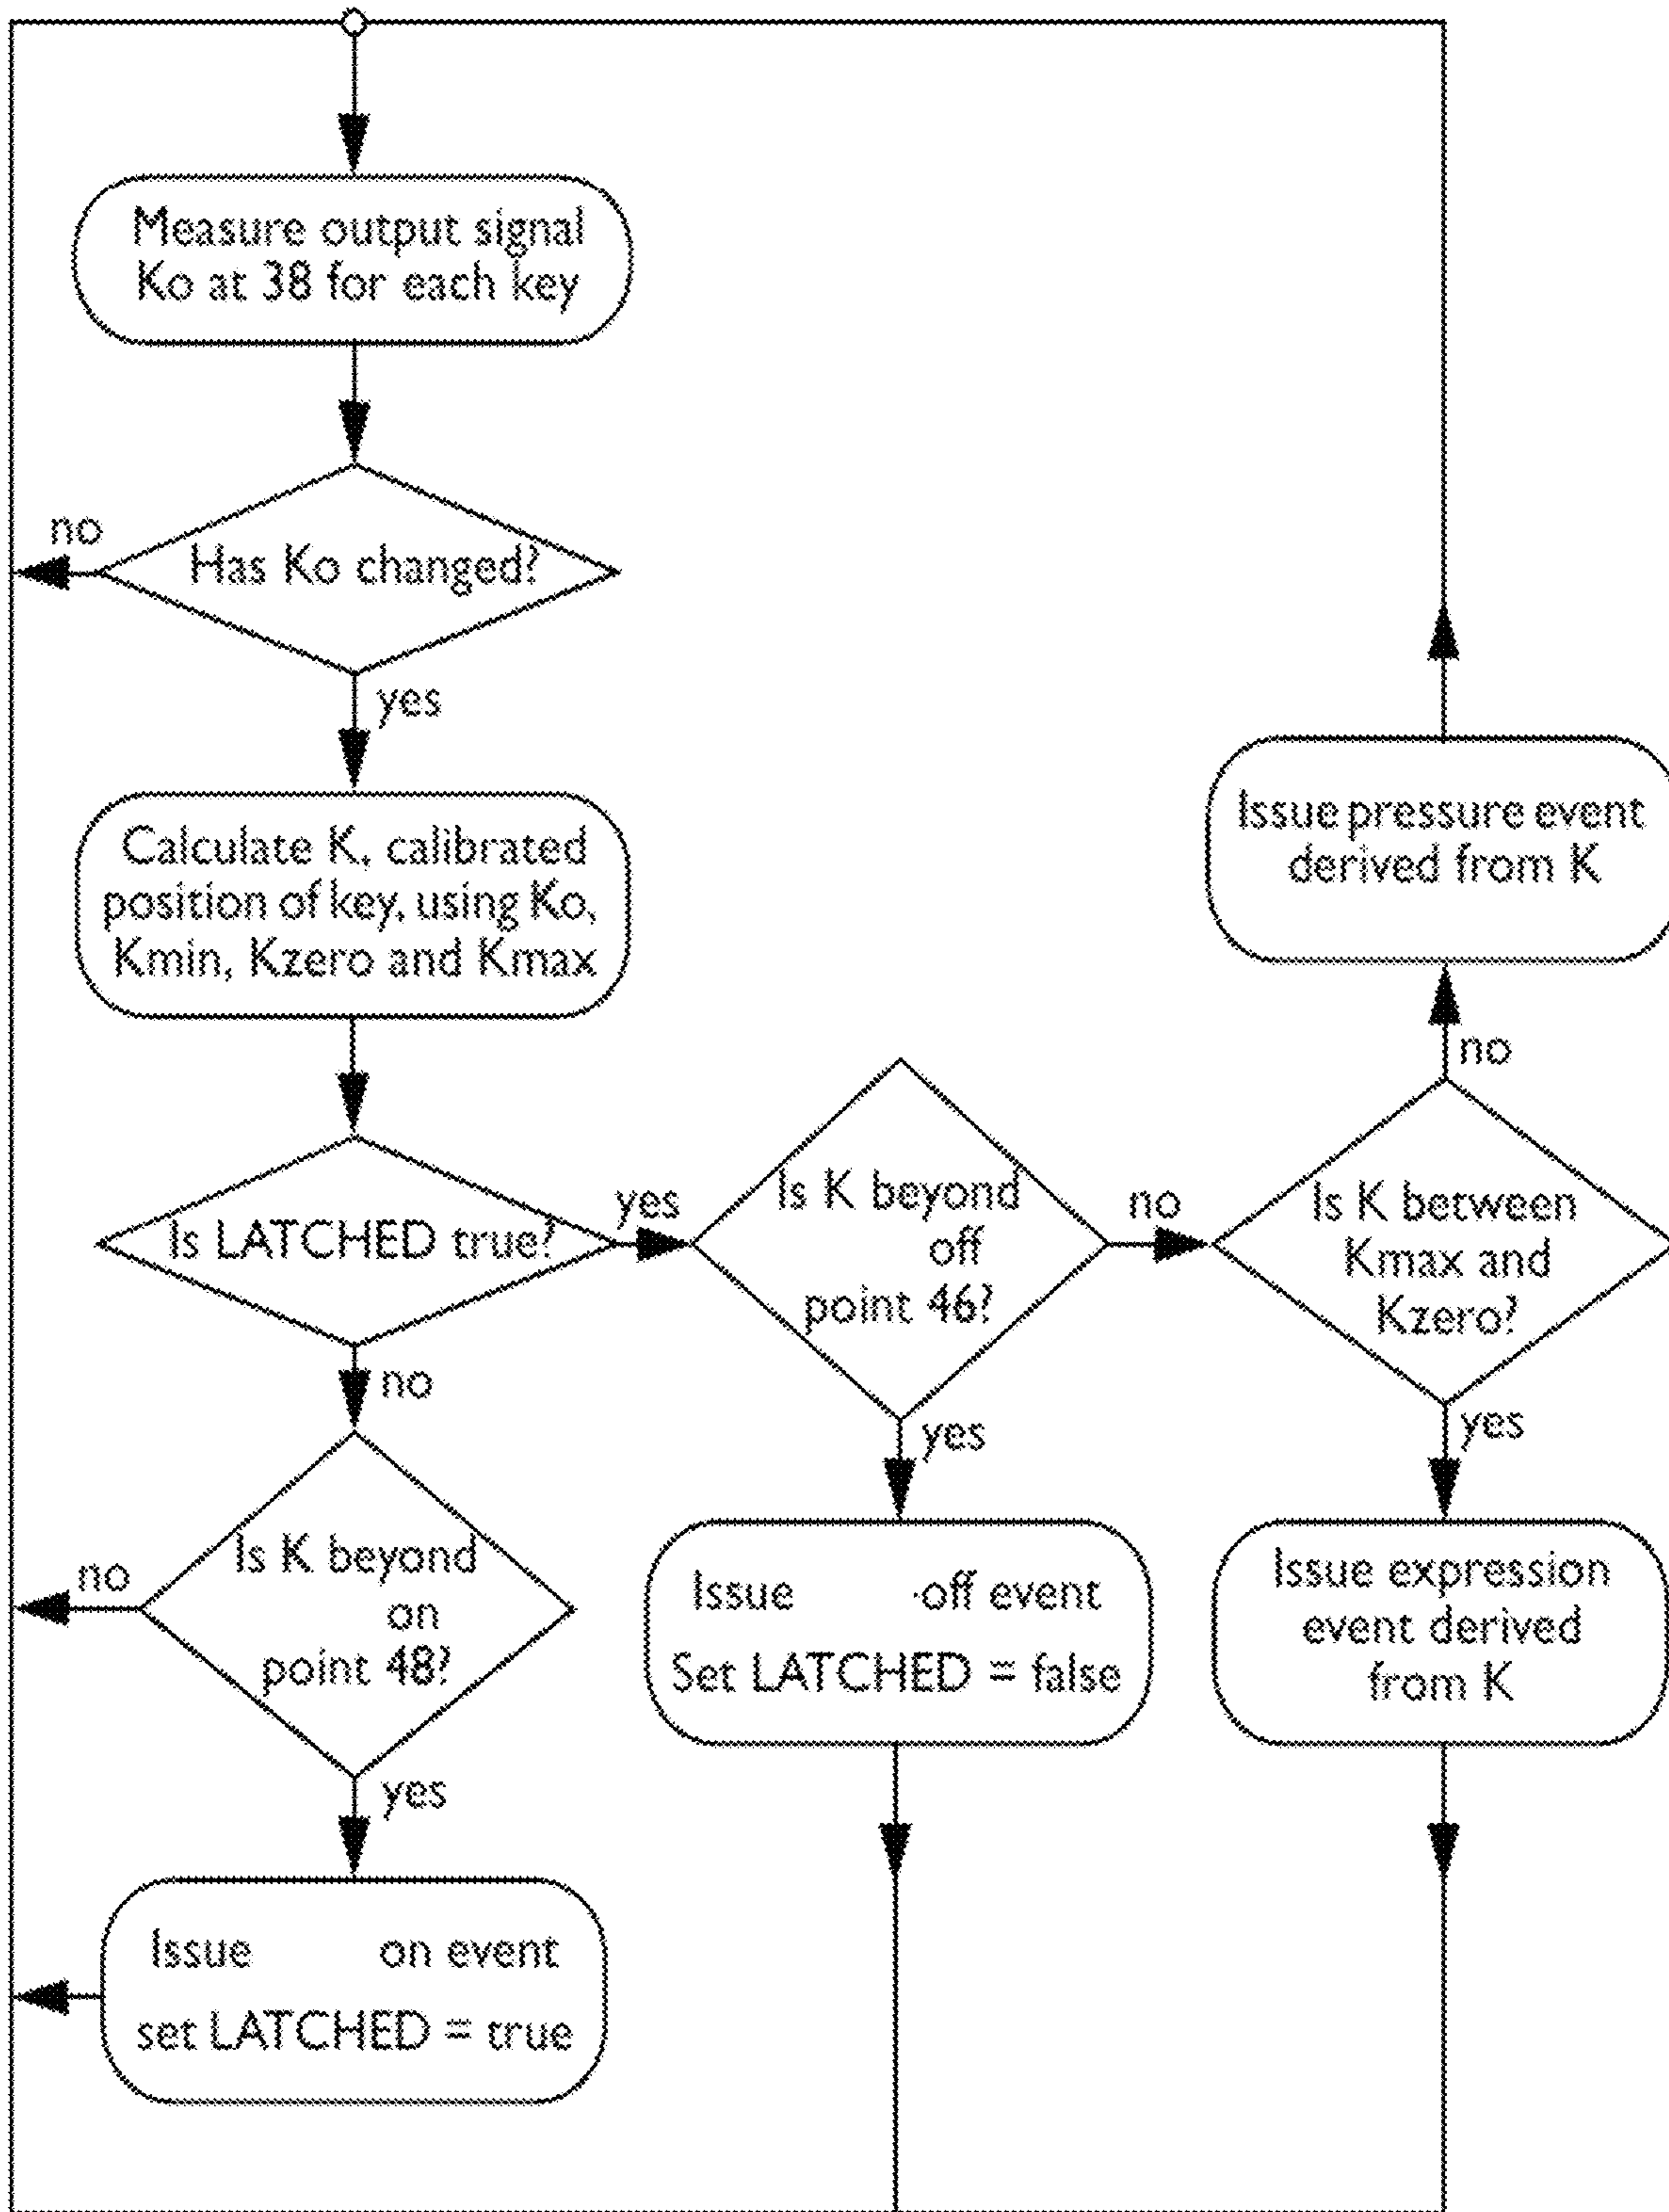 Measure output signal
Ko at 38 for each key
Has Ko changed?
no
yes
Calculate K, calibrated
position of key, using Ko,
Kmin, Kzero and Kmax
Is LATCHED true?
yes
no
Is K beyond
on
point 48?
no
yes
Issue on event
set LATCHED = true
Is K beyond
off
point 46?
no
yes
Issue off event
Set LATCHED = false
Is K between
Kmax and
Kzero?
no
yes
Issue pressure event
derived from K
Issue expression
event derived
from K